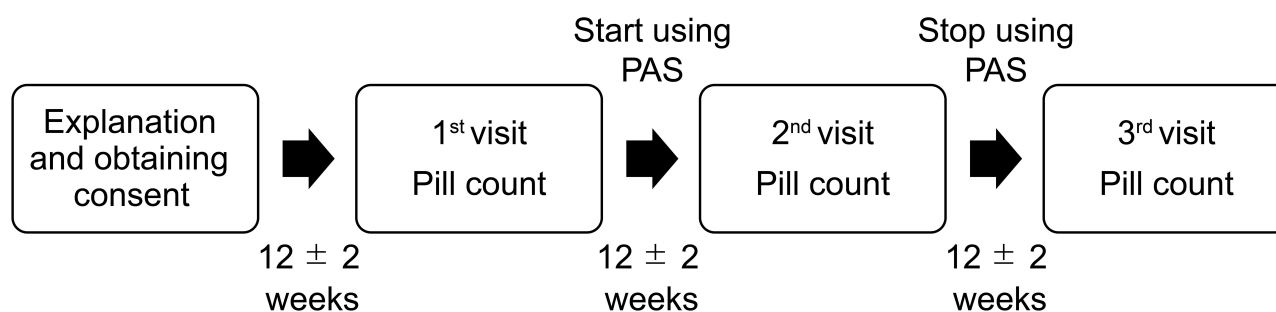 Start using
PAS
Stop using
PAS
Explanation
and obtaining
consent
1st visit
Pill count
2nd visit
Pill count
3rd visit
Pill count
12 ± 2
weeks
12 ± 2
weeks
12 ± 2
weeks